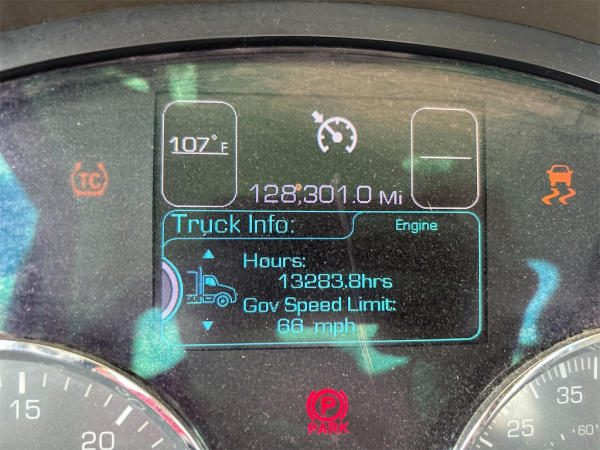 107° F
128,301.0 Mi
TC
Truck Info:
Engine
Hours:
13283.8hrs
Gov Speed Limit:
66 mph
P
PARK
15
20
25
35
60